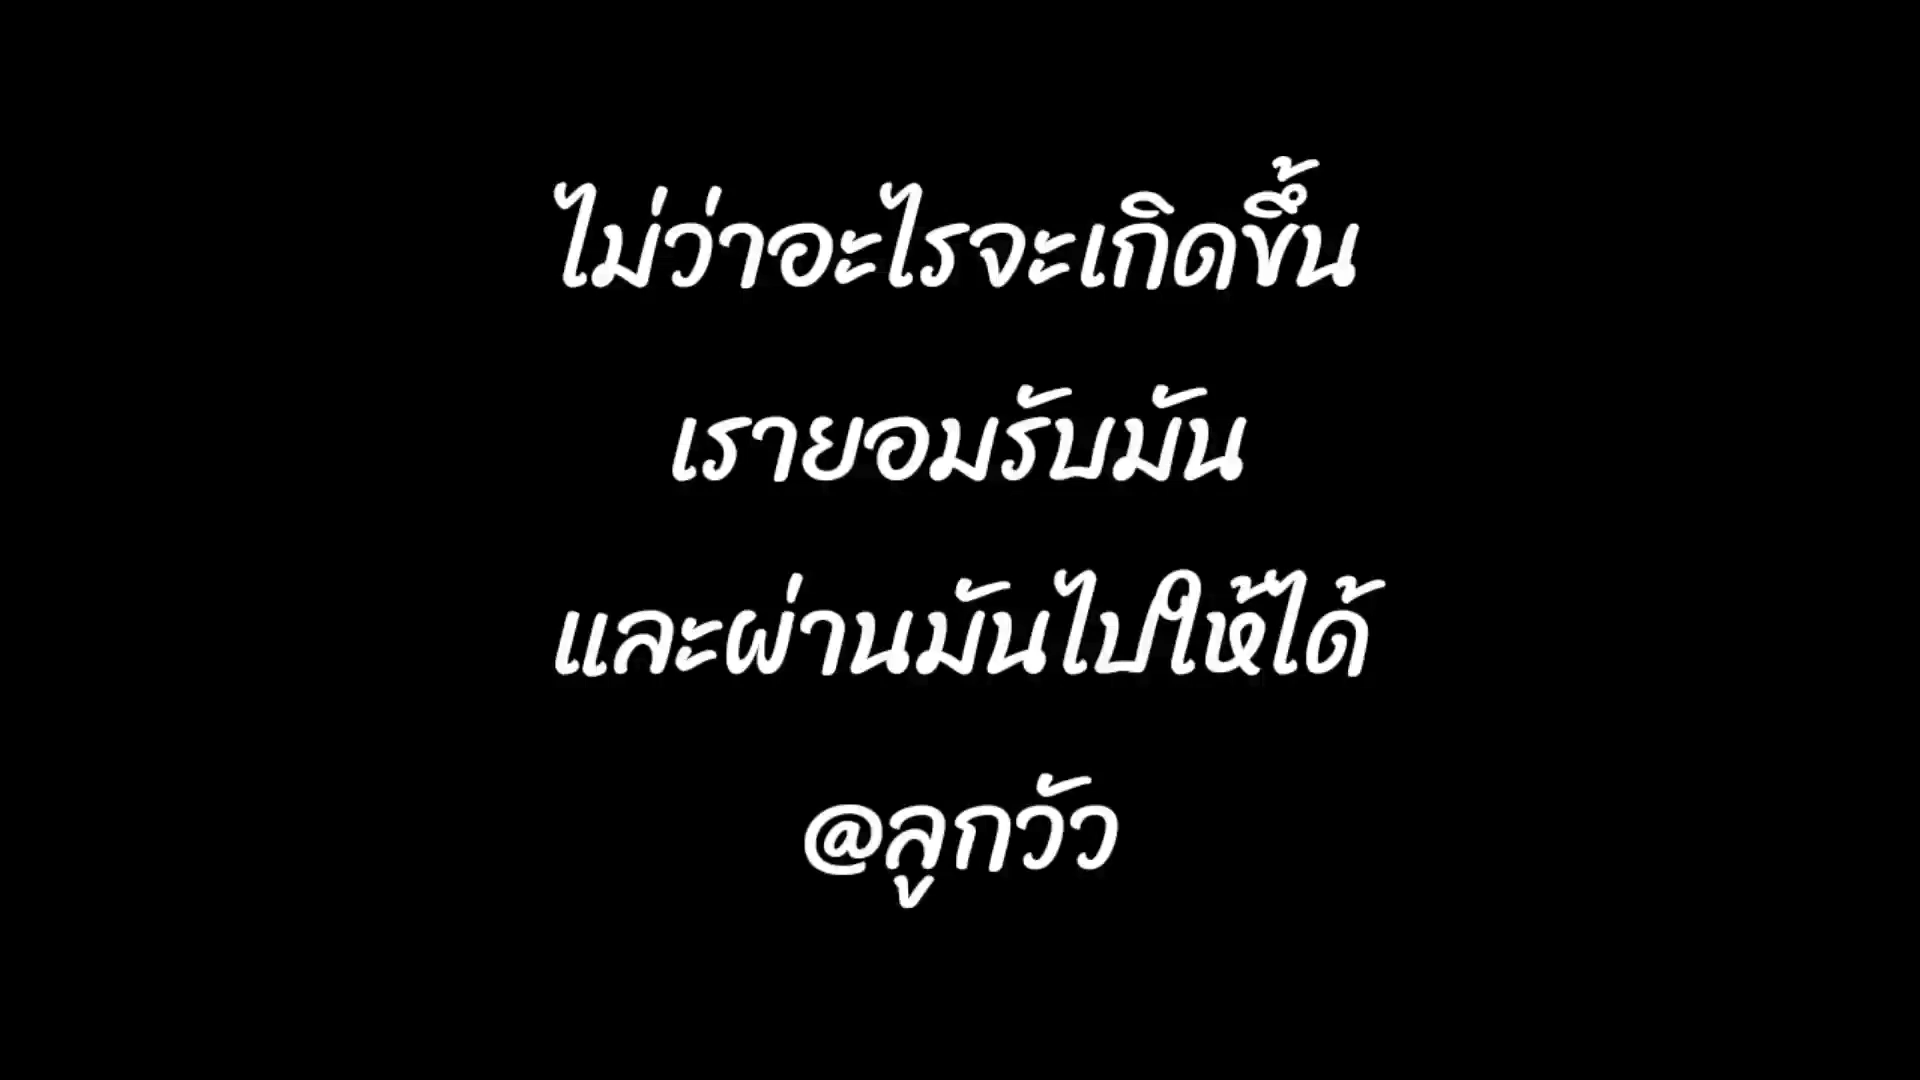 ไม่ว่าอะไรจะเกิดขึ้น
เรายอมรับมัน
และผ่านมันไปให้ได้
@ลูกวัว